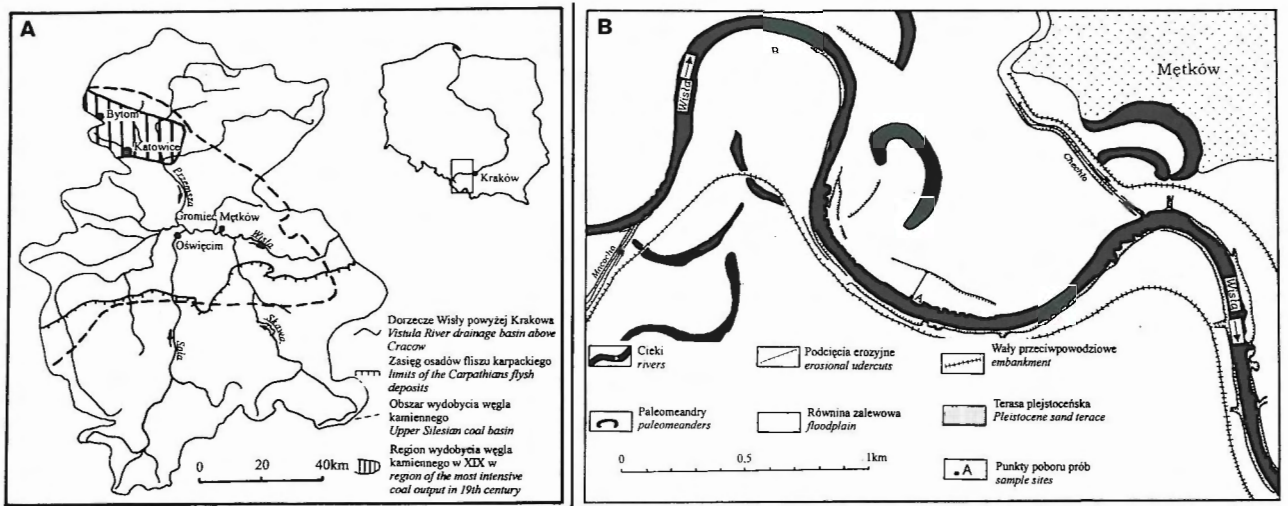 A
Bytom
Katowice
Przemsza
Gromiec Mętków
Oświęcim
Wisła
Skawa
Soła
Kraków
Dorzecze Wisły powyżej Krakowa
Vistula River drainage basin above
Cracow
Zasięg osadów fliszu karpackiego
limits of the Carpathians flysh
deposits
Obszar wydobycia węgla
kamiennego
Upper Silesian coal basin
Region wydobycia węgla
kamiennego w XIX w
region of the most intensive
coal output in 19th century
0 20 40km
B
B
Wisła
Mętków
Chechło
Macocha
A
Wisła
Cieki
rivers
Podcięcia erozyjne
erosional udercuts
Wały przeciwpowodziowe
embankment
Paleomeandry
paleomeanders
Równina zalewowa
floodplain
Terasa plejstoceńska
Pleistocene sand terace
A
Punkty poboru prób
sample sites
0 0,5 1km